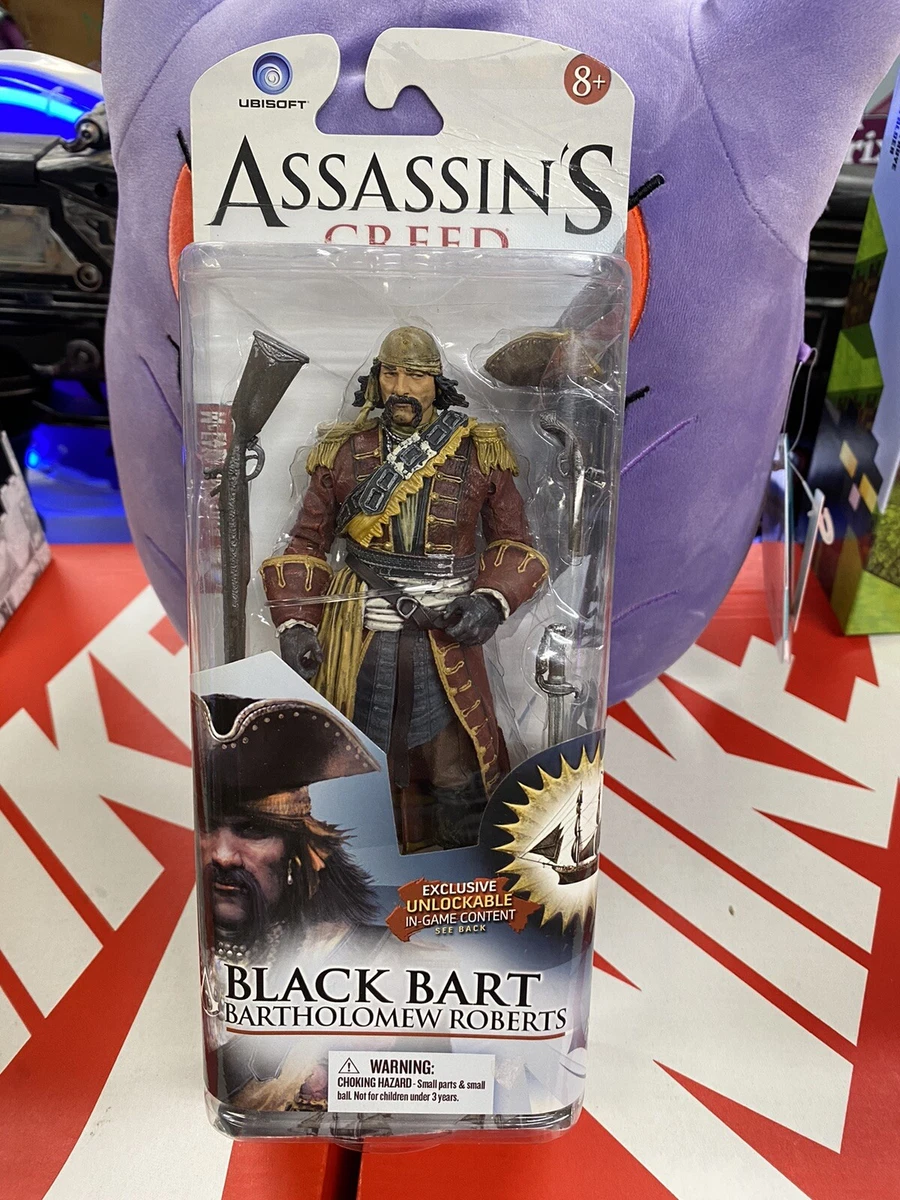 UBISOFT
8+
ASSASSIN'S
CREED
EXCLUSIVE
UNLOCKABLE
IN-GAME CONTENT
SEE BACK
BLACK BART
BARTHOLOMEW ROBERTS
WARNING:
CHOKING HAZARD - Small parts & small
ball. Not for children under 3 years.